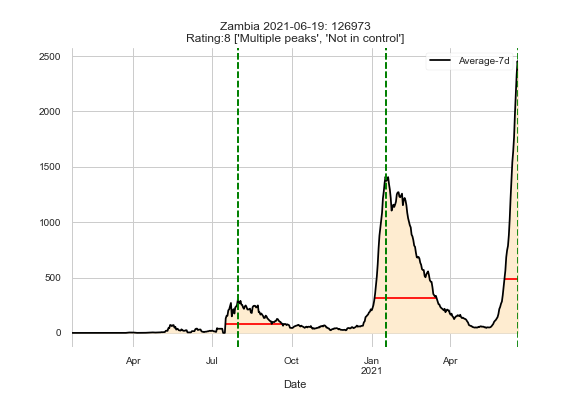 Zambia 2021-06-19: 126973
Rating:8 ['Multiple peaks', 'Not in control']
Average-7d
2500
2000
1500
1000
500
0
Apr Jul Oct Jan Apr
2021
Date